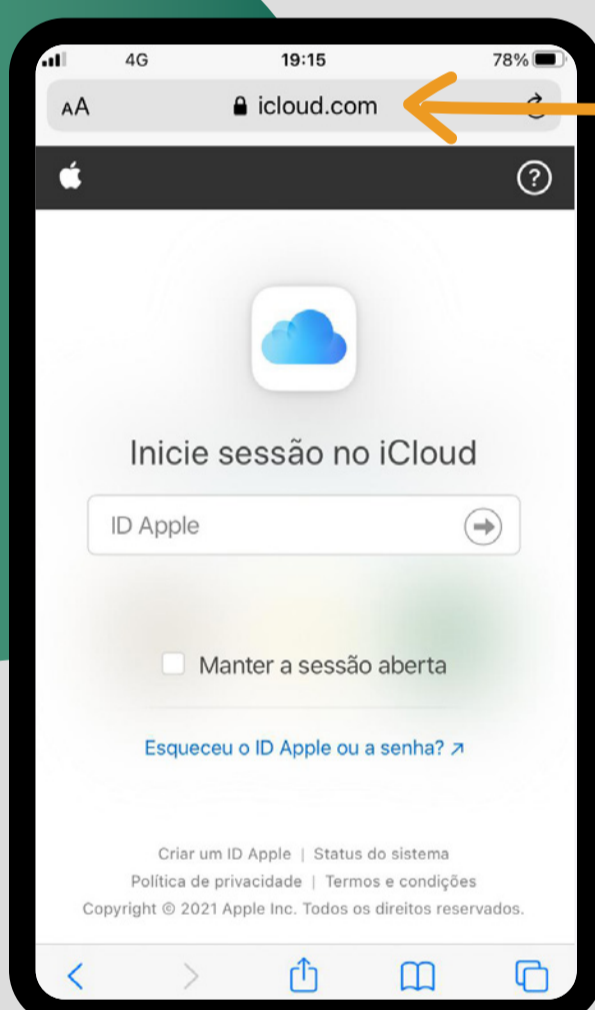 4G 19:15 78%
AA icloud.com
?
Inicie sessão no iCloud
ID Apple
Manter a sessão aberta
Esqueceu o ID Apple ou a senha? ↗
Criar um ID Apple | Status do sistema
Política de privacidade | Termos e condições
Copyright © 2021 Apple Inc. Todos os direitos reservados.